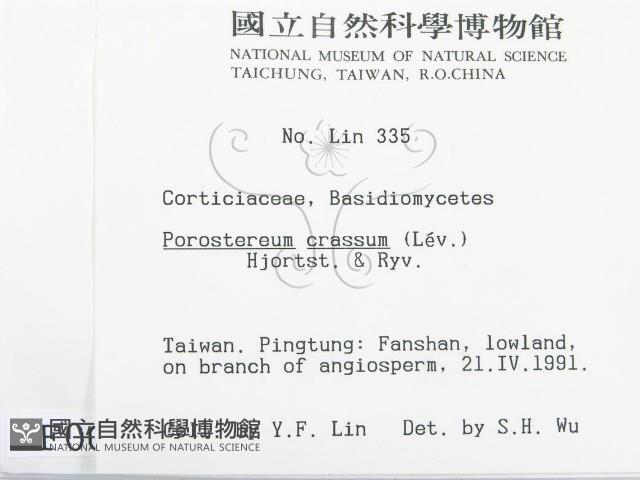 國立自然科學博物館
NATIONAL MUSEUM OF NATURAL SCIENCE
TAICHUNG, TAIWAN, R.O.CHINA
No. Lin 335
Corticiaceae, Basidiomycetes
Porostereum crassum (Lév.)
Hjortst. & Ryv.
Taiwan. Pingtung: Fanshan, lowland,
on branch of angiosperm, 21.IV.1991.
Y.F. Lin Det. by S.H. Wu
國立自然科學博物館
NATIONAL MUSEUM OF NATURAL SCIENCE